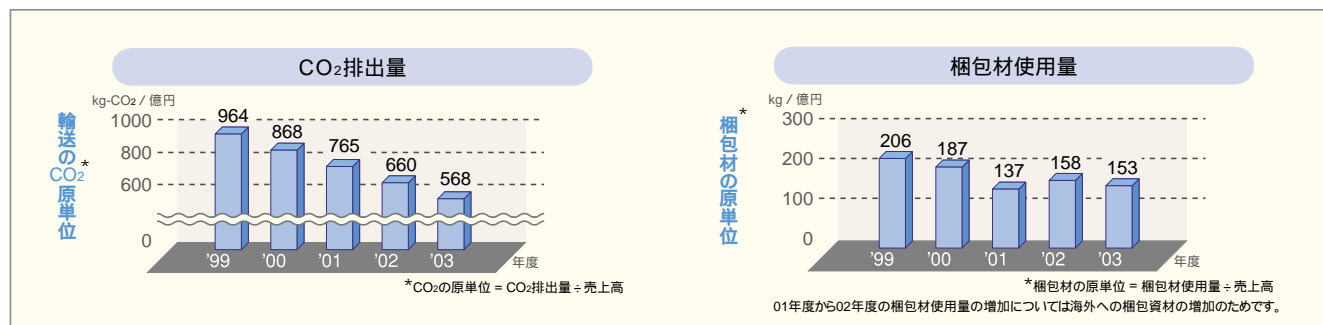 CO₂排出量
kg-CO₂ / 億円
輸送のCO₂原単位*
1000
800
600
0
964
868
765
660
568
'99 '00 '01 '02 '03 年度
*CO₂の原単位 = CO₂排出量÷売上高
梱包材使用量
kg / 億円
梱包材の原単位*
300
200
100
0
206
187
137
158
153
'99 '00 '01 '02 '03 年度
*梱包材の原単位 = 梱包材使用量÷売上高
01年度から02年度の梱包材使用量の増加については海外への梱包資材の増加のためです。